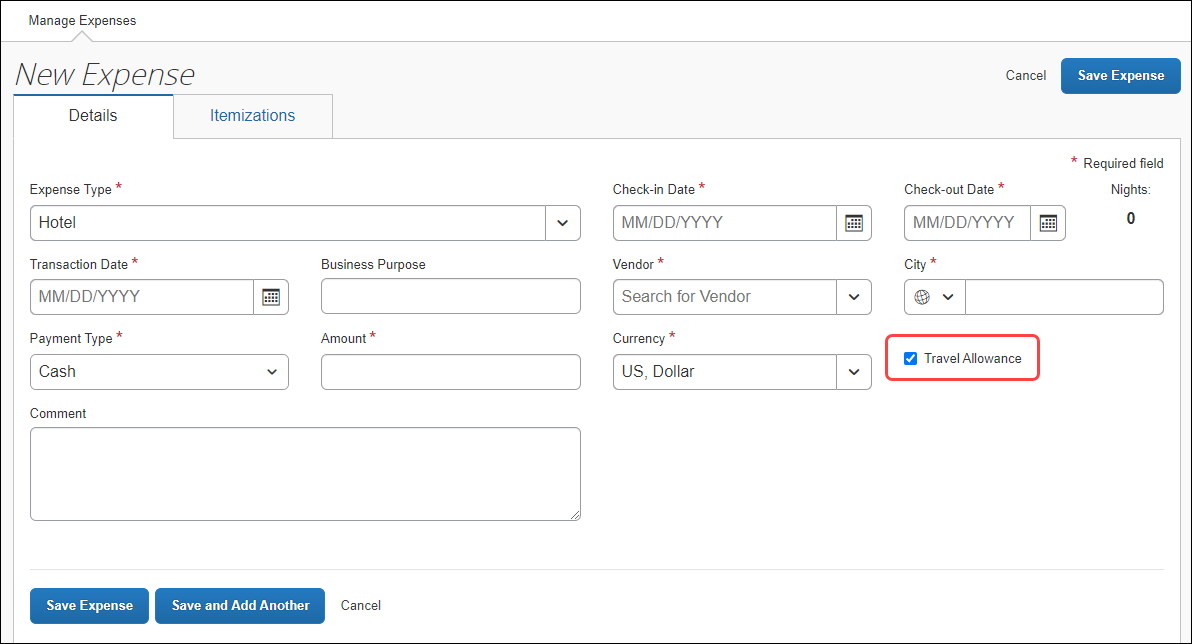 Manage Expenses
New Expense
Cancel
Save Expense
Details
Itemizations
* Required field
Expense Type *
Check-in Date *
Check-out Date *
Nights:
Hotel
MM/DD/YYYY
MM/DD/YYYY
0
Transaction Date *
Business Purpose
Vendor *
City *
MM/DD/YYYY
Search for Vendor
Payment Type *
Amount *
Currency *
Travel Allowance
Cash
US, Dollar
Comment
Save Expense
Save and Add Another
Cancel